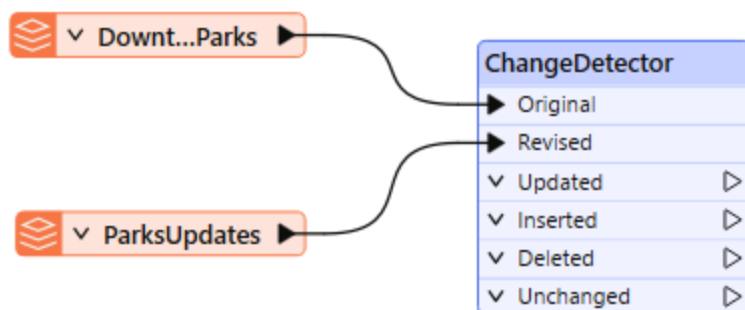 Downt...Parks
ChangeDetector
Original
Revised
Updated
ParksUpdates
Inserted
Deleted
Unchanged